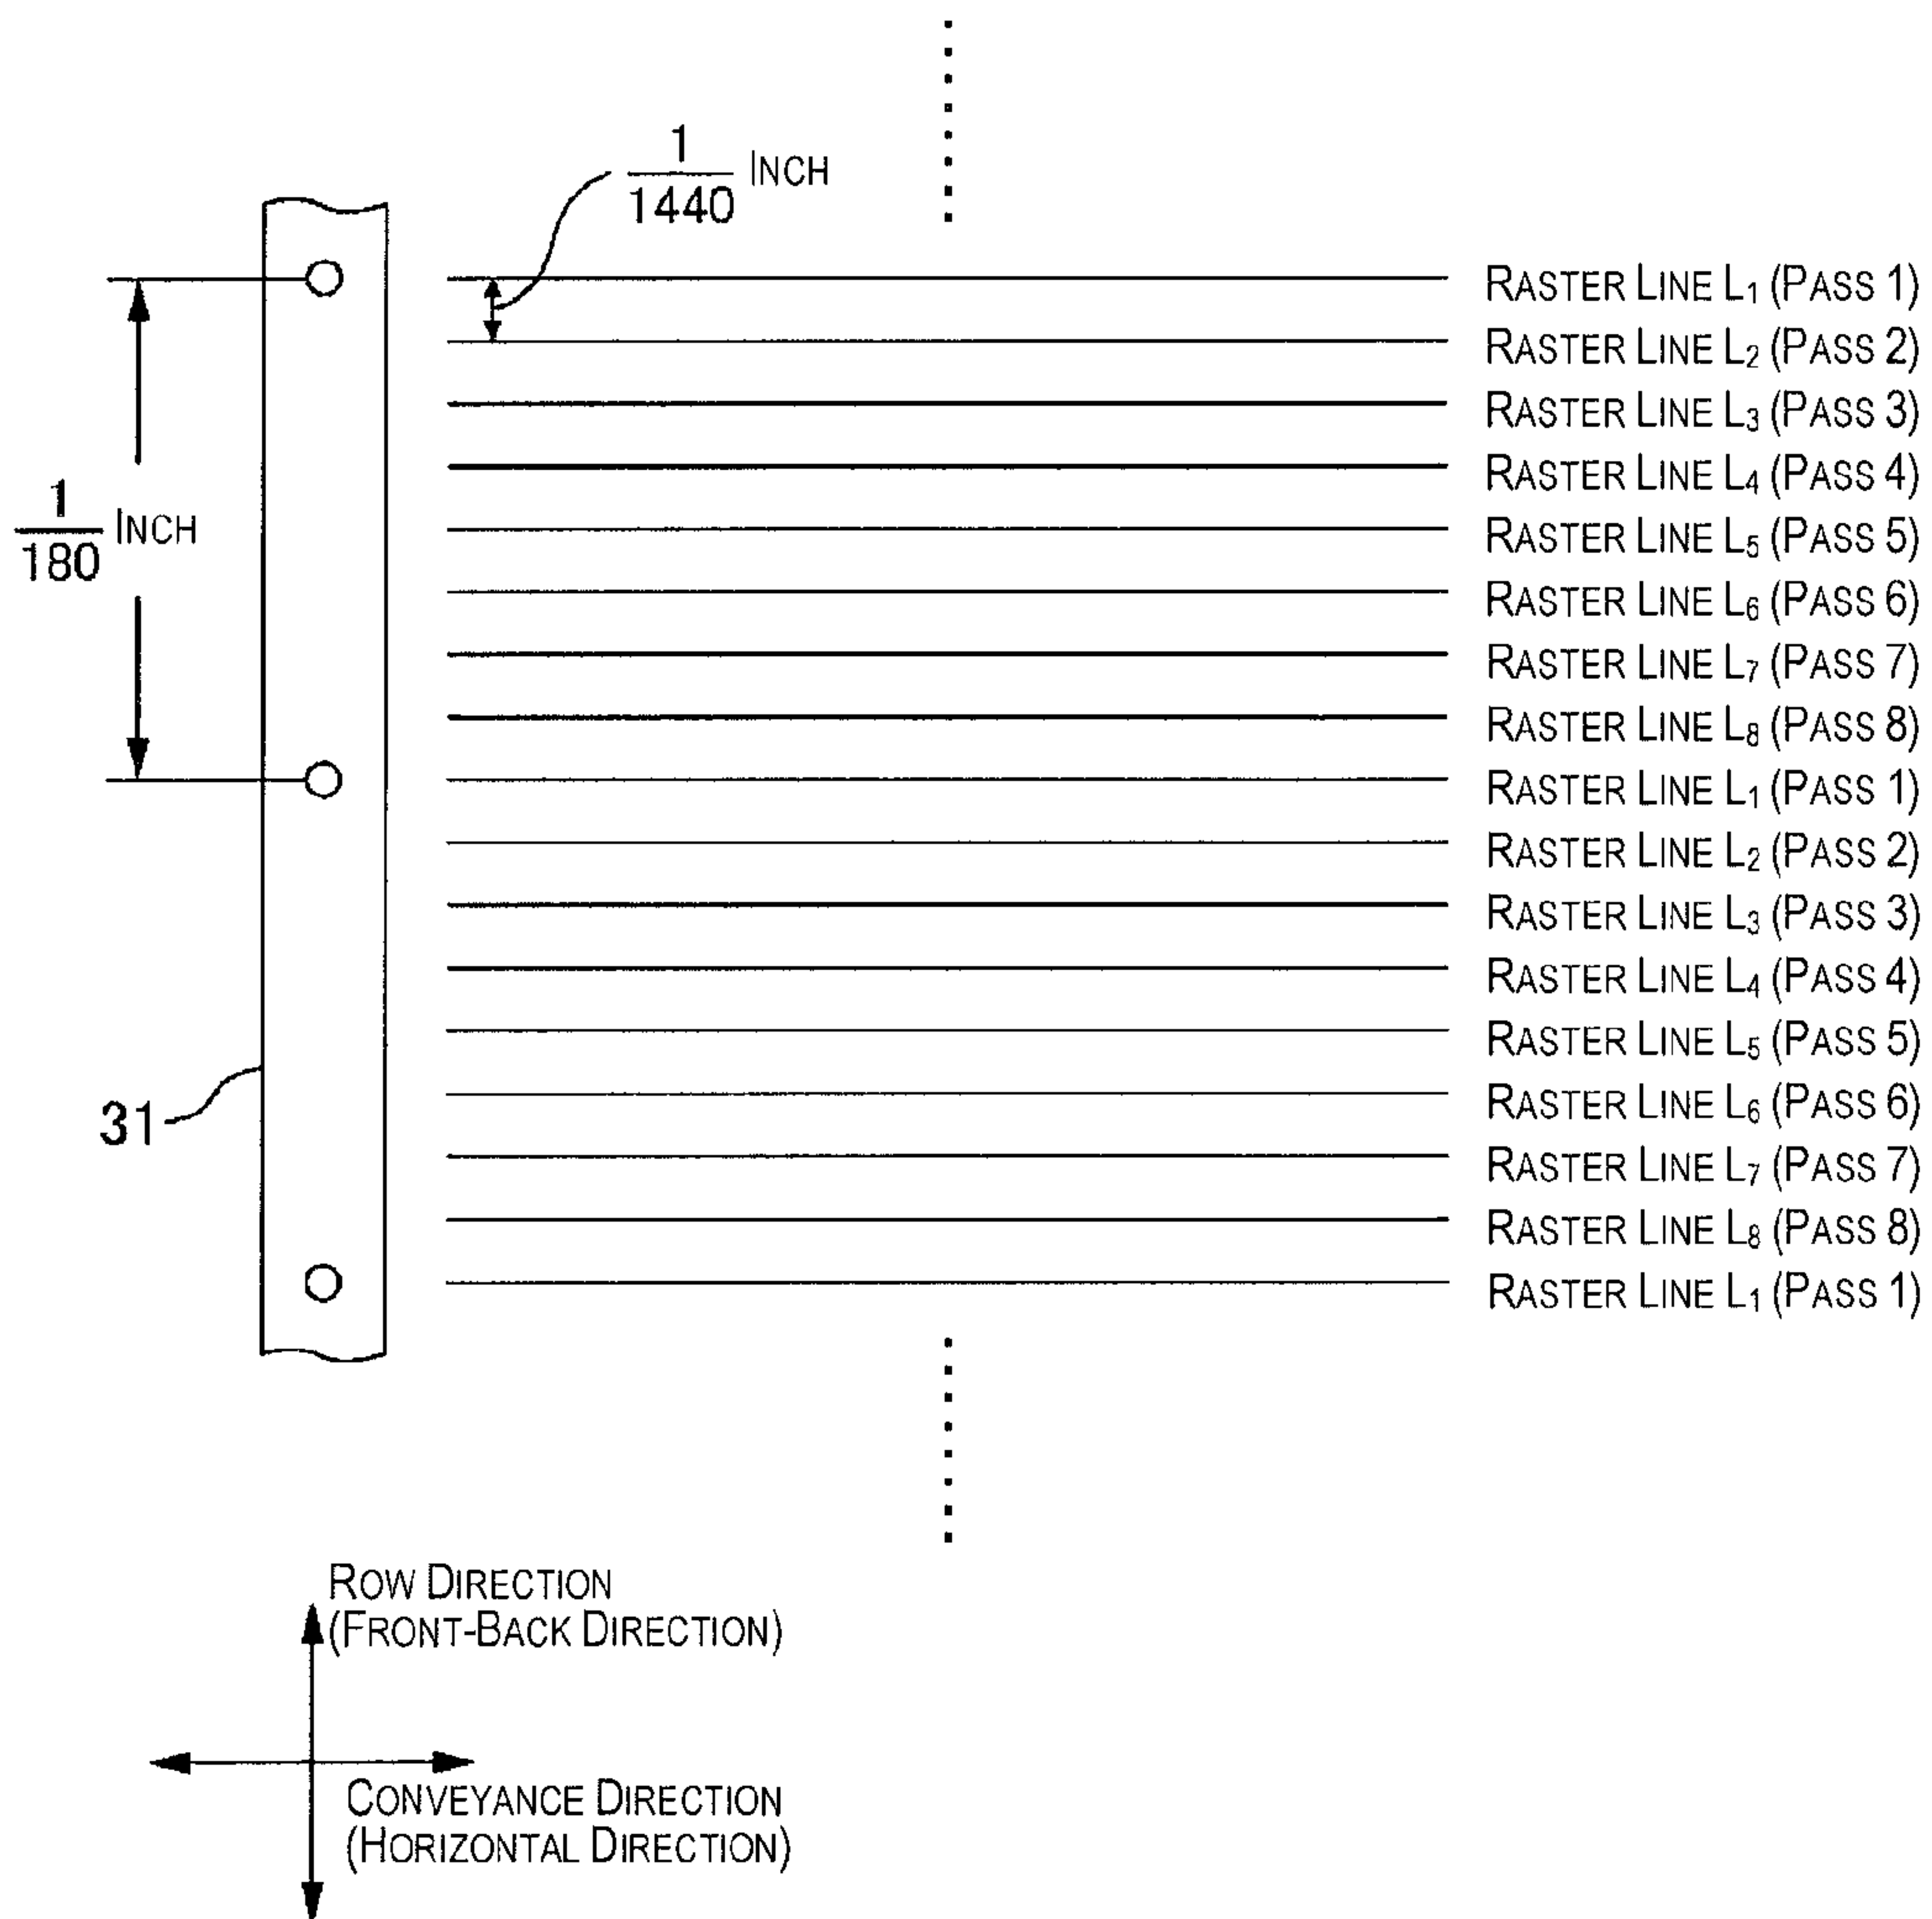 1
1440 INCH
RASTER LINE L1 (PASS 1)
RASTER LINE L2 (PASS 2)
RASTER LINE L3 (PASS 3)
RASTER LINE L4 (PASS 4)
1
180 INCH
RASTER LINE L5 (PASS 5)
RASTER LINE L6 (PASS 6)
RASTER LINE L7 (PASS 7)
RASTER LINE L8 (PASS 8)
RASTER LINE L1 (PASS 1)
RASTER LINE L2 (PASS 2)
RASTER LINE L3 (PASS 3)
RASTER LINE L4 (PASS 4)
RASTER LINE L5 (PASS 5)
31
RASTER LINE L6 (PASS 6)
RASTER LINE L7 (PASS 7)
RASTER LINE L8 (PASS 8)
RASTER LINE L1 (PASS 1)
ROW DIRECTION
(FRONT-BACK DIRECTION)
CONVEYANCE DIRECTION
(HORIZONTAL DIRECTION)